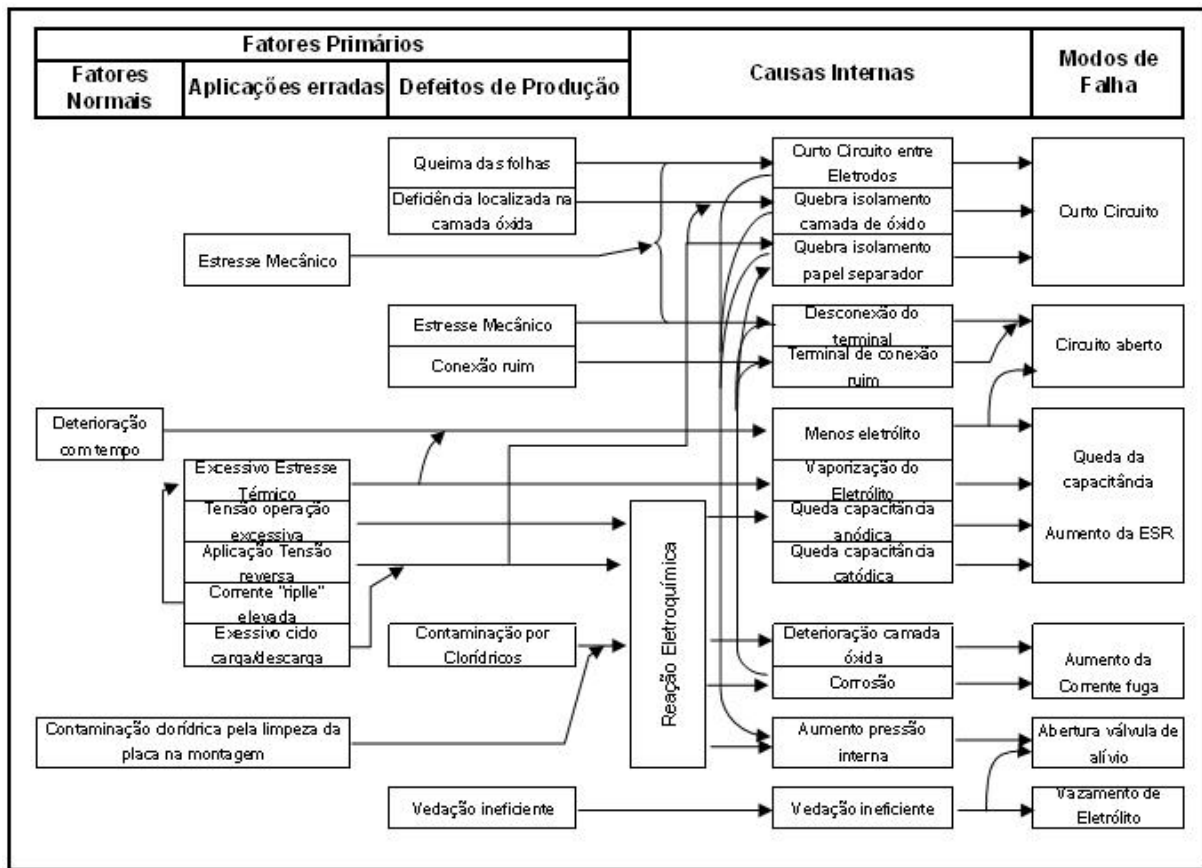 Fatores Primários
Causas Internas
Modos de
Falha
Fatores
Normais
Aplicações erradas
Defeitos de Produção
Queima das folhas
Deficiência localizada na
camada óxida
Estresse Mecânico
Estresse Mecânico
Conexão ruim
Deterioração
com tempo
Excessivo Estresse
Térmico
Tensão operação
excessiva
Aplicação Tensão
reversa
Corrente "riplle"
elevada
Exessivo ciclo
carga/descarga
Contaminação por
Clorídricos
Contaminação clorídrica pela limpeza da
placa na montagem
Vedação ineficiente
Reação Eletroquímica
Curto Circuito entre
Eletrodos
Quebra isolamento
camada de óxido
Quebra isolamento
papel separador
Desconexão do
terminal
Terminal de conexão
ruim
Menos eletrólito
Vaporização do
Eletrólito
Queda capacitância
anódica
Queda capacitância
catódica
Deterioração camada
óxida
Corrosão
Aumento pressão
interna
Vedação ineficiente
Curto Circuito
Circuito aberto
Queda da
capacitância
Aumento da ESR
Aumento da
Corrente fuga
Abertura válvula de
alívio
Vazamento de
Eletrólito